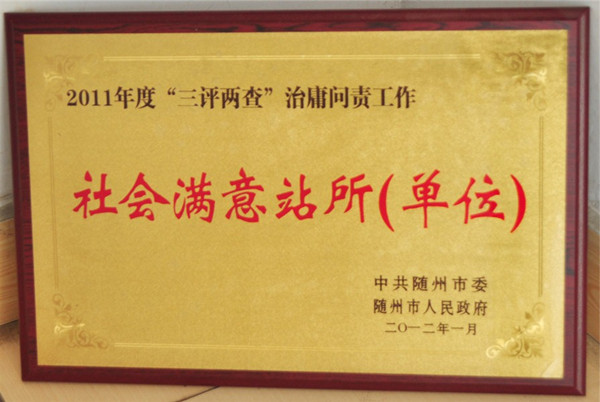 2011年度“三评两查”治庸问责工作
社会满意站所(单位)
中共随州市委
随州市人民政府
二〇一二年一月